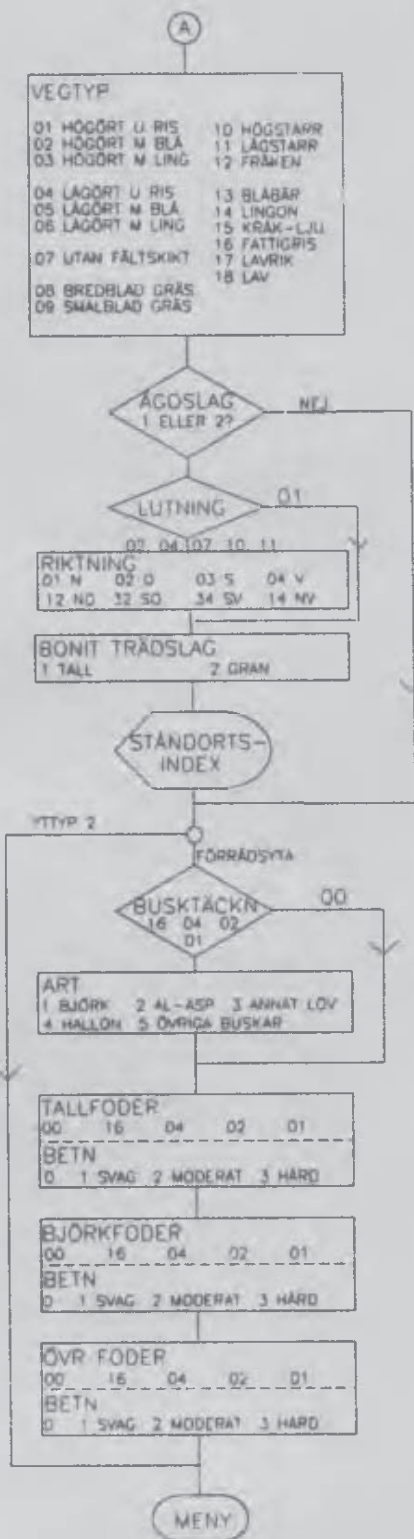 A
VEGTYP
01 HÖGÖRT U RIS 10 HÖGSTARR
02 HÖGÖRT M BLÅ 11 LÅGSTARR
03 HÖGÖRT M LING 12 FRÄKEN
04 LÅGÖRT U RIS 13 BLÅBÄR
05 LÅGÖRT M BLÅ 14 LINGON
06 LÅGÖRT M LING 15 KRÅK-LJU
16 FATTIGRIS
07 UTAN FÄLTSKIKT 17 LAVRIK
18 LAV
08 BREDBLAD GRÄS
09 SMALBLAD GRÄS
ÄGOSLAG
1 ELLER 2?
NEJ
LUTNING
01
02 04 07 10 11
RIKTNING
01 N 02 O 03 S 04 V
12 NO 32 SO 34 SV 14 NV
BONIT TRÄDSLAG
1 TALL 2 GRAN
STÅNDORTS-
INDEX
YTTYP 2
FÖRRÅDSYTA
BUSKTÄCKN
16 04 02
01
00
ART
1 BJÖRK 2 AL-ASP 3 ANNAT LÖV
4 HALLON 5 ÖVRIGA BUSKAR
TALLFODER
00 16 04 02 01
BETN
0 1 SVAG 2 MODERAT 3 HÅRD
BJÖRKFODER
00 16 04 02 01
BETN
0 1 SVAG 2 MODERAT 3 HÅRD
ÖVR FODER
00 16 04 02 01
BETN
0 1 SVAG 2 MODERAT 3 HÅRD
MENY